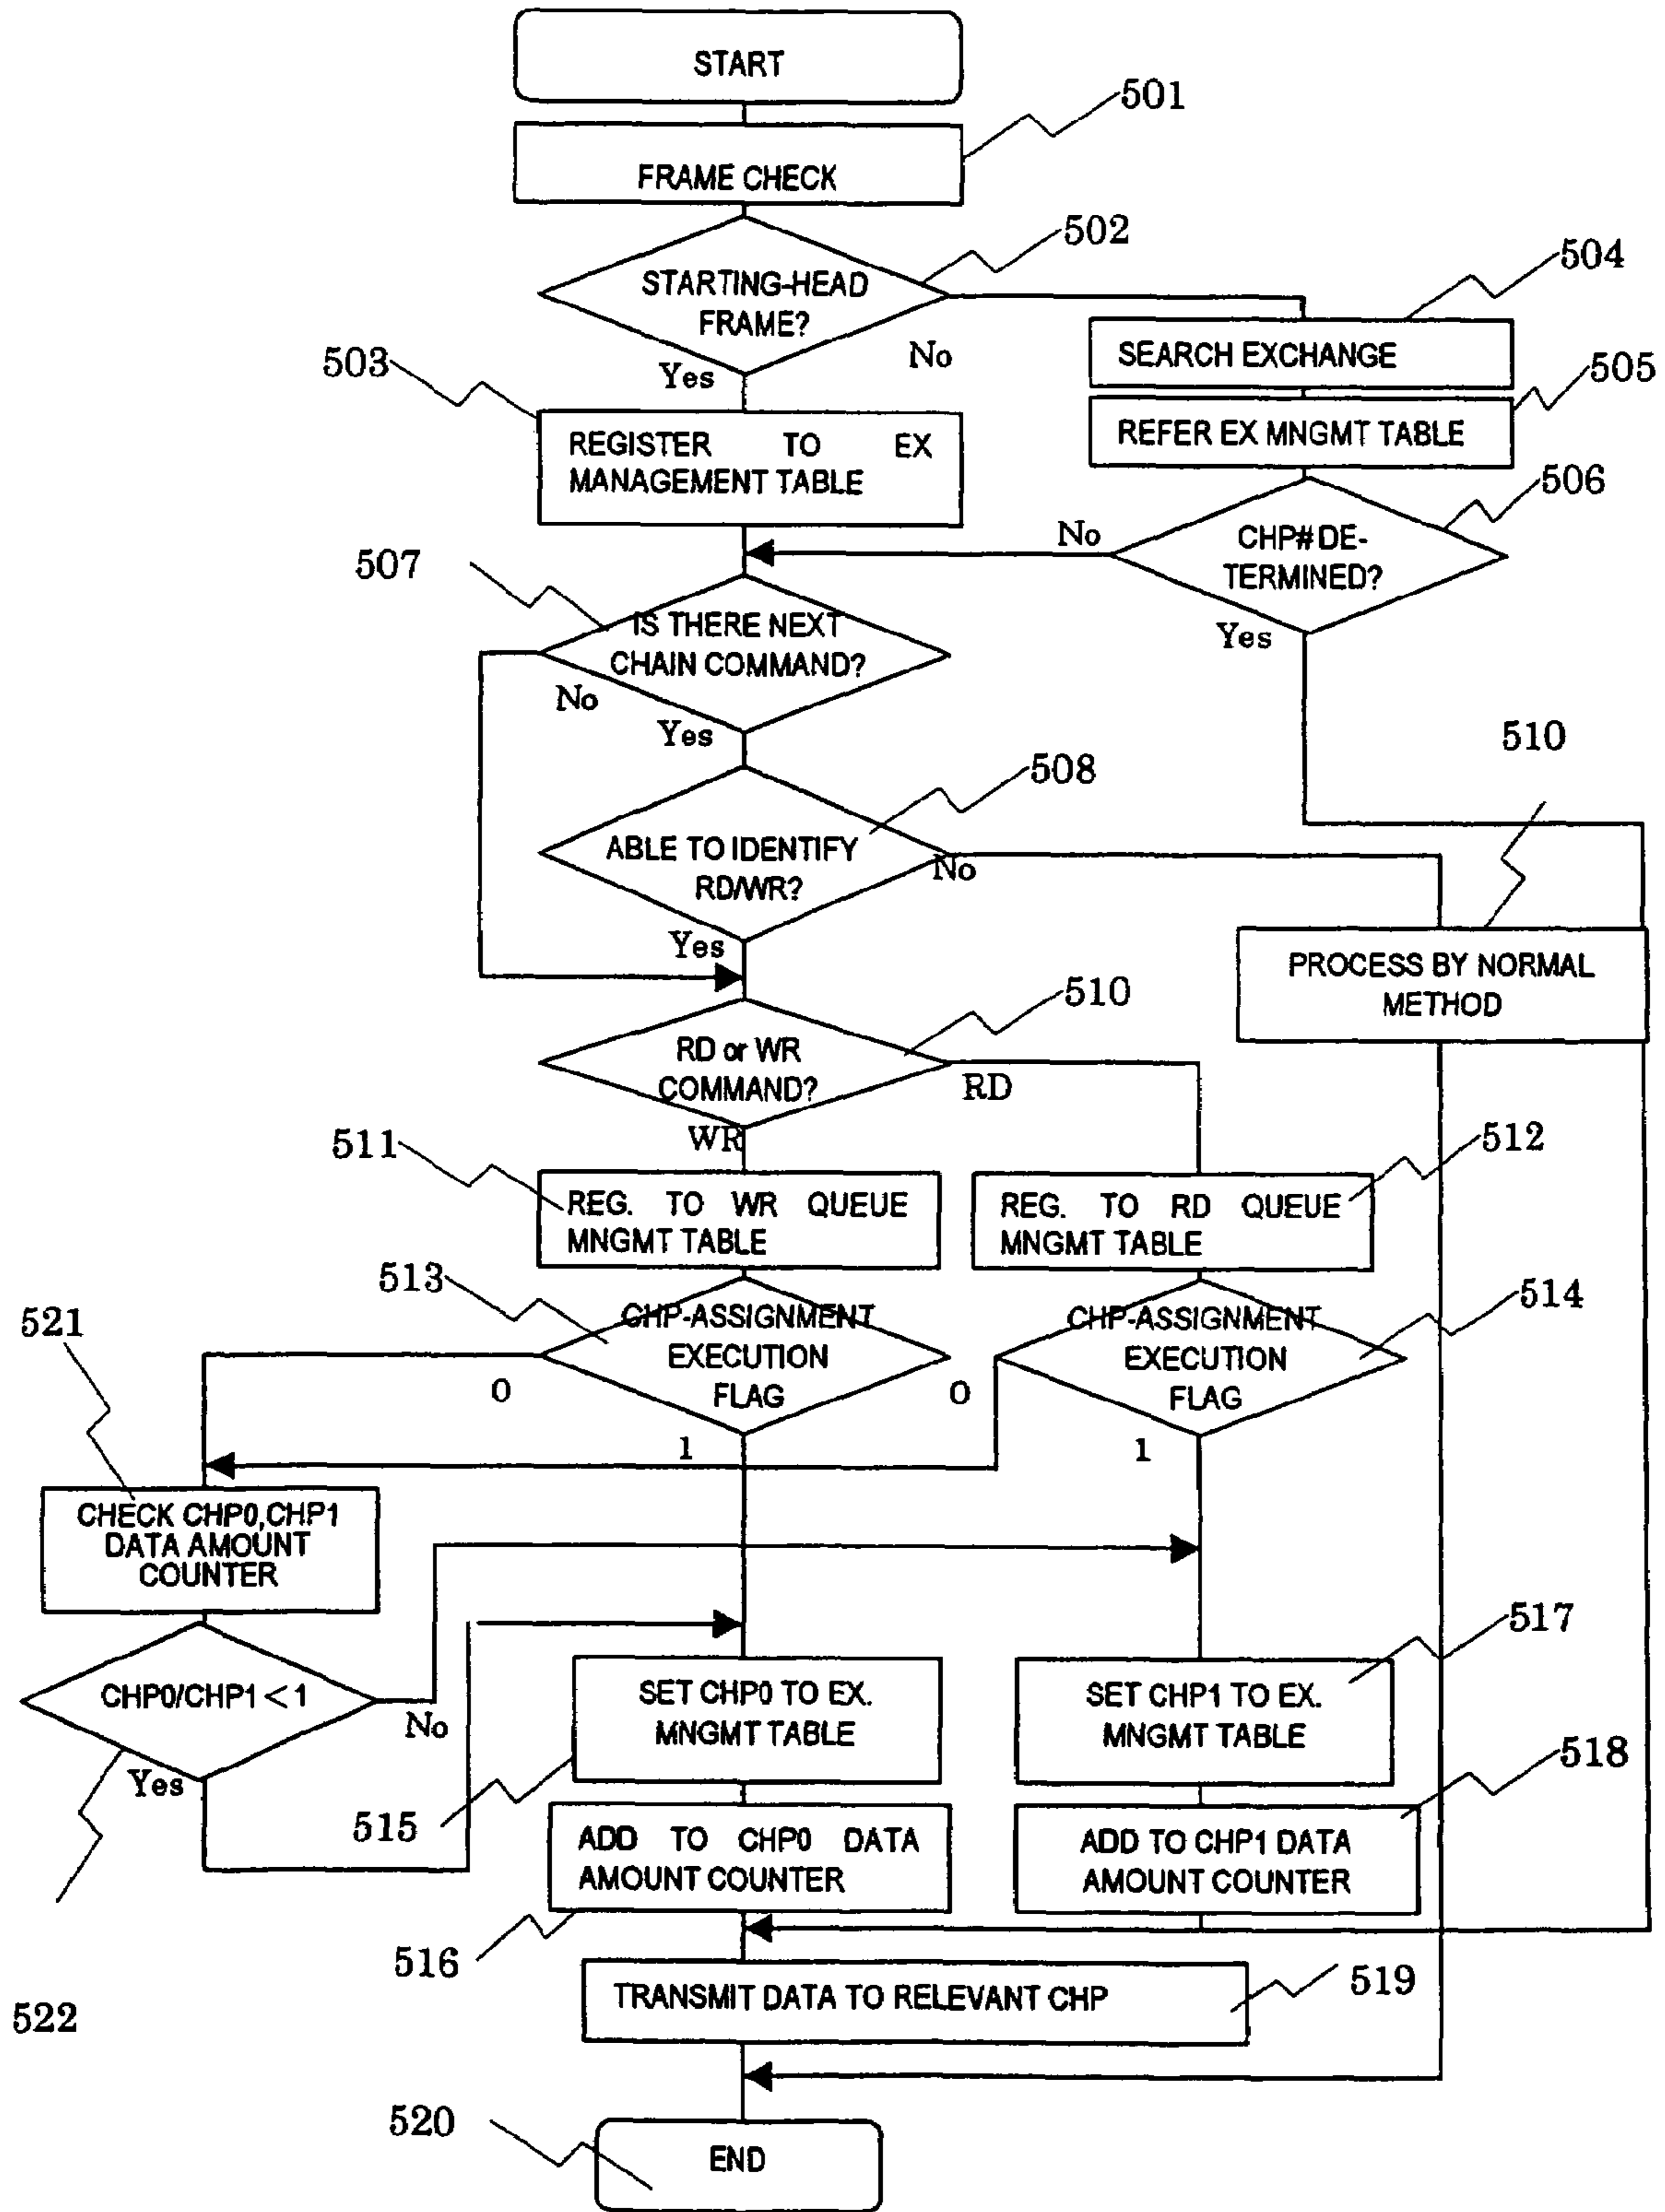 START
501
FRAME CHECK
502
STARTING-HEAD
FRAME?
No
Yes
504
SEARCH EXCHANGE
505
REFER EX MNGMT TABLE
503
REGISTER TO EX
MANAGEMENT TABLE
506
CHP# DE-
TERMINED?
No
Yes
507
IS THERE NEXT
CHAIN COMMAND?
No
Yes
508
ABLE TO IDENTIFY
RD/WR?
No
Yes
510
PROCESS BY NORMAL
METHOD
510
RD or WR
COMMAND?
RD
WR
511
REG. TO WR QUEUE
MNGMT TABLE
512
REG. TO RD QUEUE
MNGMT TABLE
513
CHP-ASSIGNMENT
EXECUTION
FLAG
0
1
514
CHP-ASSIGNMENT
EXECUTION
FLAG
0
1
521
CHECK CHP0,CHP1
DATA AMOUNT
COUNTER
CHP0/CHP1 < 1
No
Yes
522
515
SET CHP0 TO EX.
MNGMT TABLE
517
SET CHP1 TO EX.
MNGMT TABLE
516
ADD TO CHP0 DATA
AMOUNT COUNTER
518
ADD TO CHP1 DATA
AMOUNT COUNTER
519
TRANSMIT DATA TO RELEVANT CHP
520
END